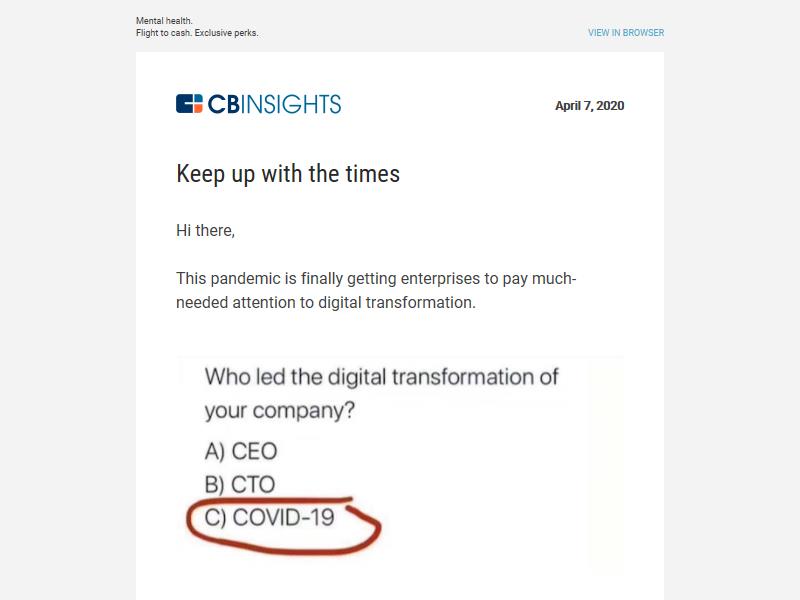 Mental health.
Flight to cash. Exclusive perks.
VIEW IN BROWSER
CBINSIGHTS
April 7, 2020
Keep up with the times
Hi there,
This pandemic is finally getting enterprises to pay much-
needed attention to digital transformation.
Who led the digital transformation of
your company?
A) CEO
B) CTO
C) COVID-19